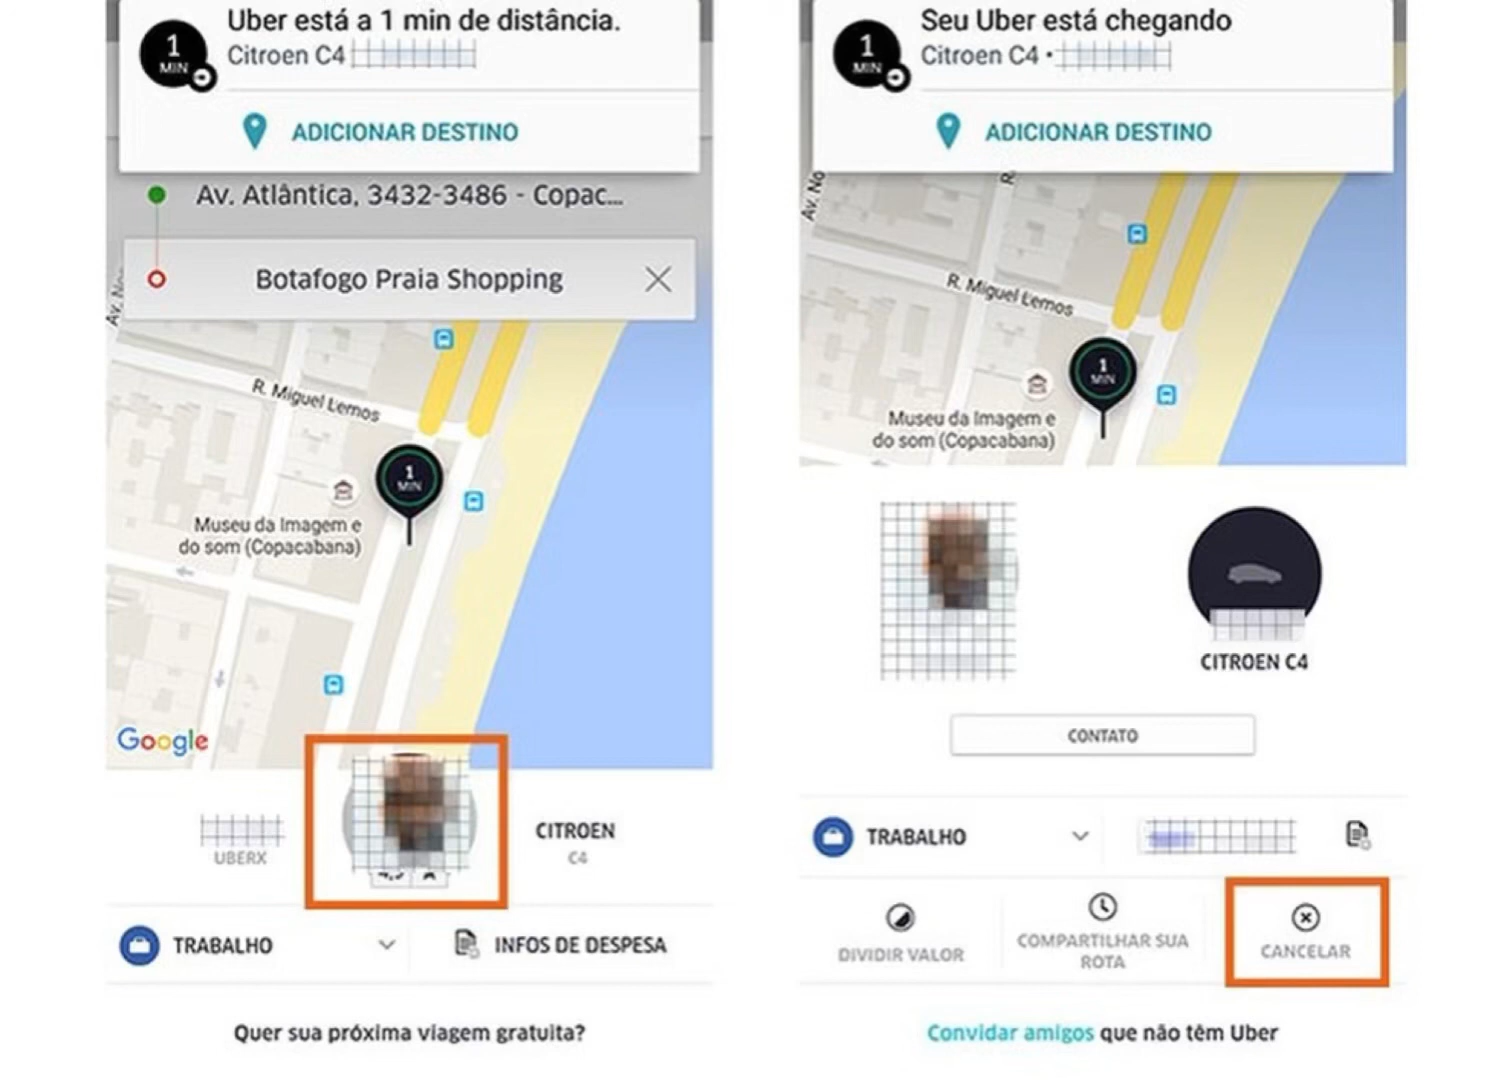 1
MIN
Uber está a 1 min de distância.
Citroen C4
ADICIONAR DESTINO
Av. Atlântica, 3432-3486 - Copac...
Botafogo Praia Shopping
R. Miguel Lemos
1
MIN
Museu da Imagem e
do som (Copacabana)
Google
UBERX
CITROEN
C4
TRABALHO
INFOS DE DESPESA
Quer sua próxima viagem gratuita?
1
MIN
Seu Uber está chegando
Citroen C4 •
ADICIONAR DESTINO
Av. No
R.
R. Miguel Lemos
1
MIN
Museu da Imagem e
do som (Copacabana)
CITROEN C4
CONTATO
TRABALHO
DIVIDIR VALOR
COMPARTILHAR SUA
ROTA
CANCELAR
Convidar amigos que não têm Uber